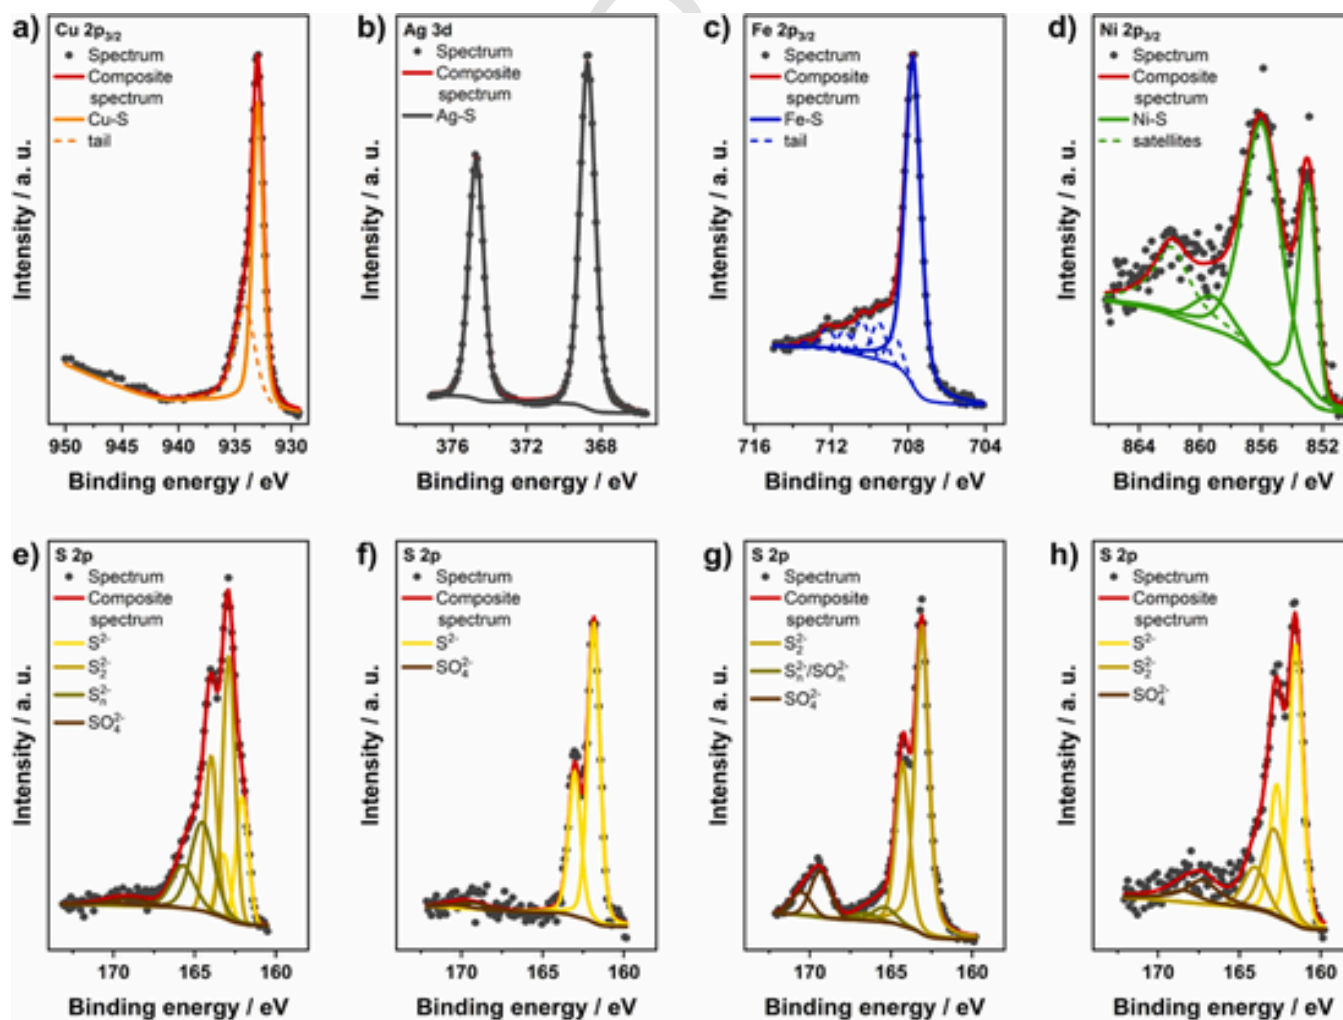 a) Cu 2p3/2
Spectrum
Composite
spectrum
Cu-S
tail
Intensity / a. u.
950 945 940 935 930
Binding energy / eV
b) Ag 3d
Spectrum
Composite
spectrum
Ag-S
Intensity / a. u.
376 372 368
Binding energy / eV
c) Fe 2p3/2
Spectrum
Composite
spectrum
Fe-S
tail
Intensity / a. u.
716 712 708 704
Binding energy / eV
d) Ni 2p3/2
Spectrum
Composite
spectrum
Ni-S
satellites
Intensity / a. u.
864 860 856 852
Binding energy / eV
e) S 2p
Spectrum
Composite
spectrum
S²⁻
S₂²⁻
Sₙ²⁻
SO₄²⁻
Intensity / a. u.
170 165 160
Binding energy / eV
f) S 2p
Spectrum
Composite
spectrum
S²⁻
SO₄²⁻
Intensity / a. u.
170 165 160
Binding energy / eV
g) S 2p
Spectrum
Composite
spectrum
S₂²⁻
Sₙ²⁻/SOₙ²⁻
SO₄²⁻
Intensity / a. u.
170 165 160
Binding energy / eV
h) S 2p
Spectrum
Composite
spectrum
S²⁻
S₂²⁻
SO₄²⁻
Intensity / a. u.
170 165 160
Binding energy / eV